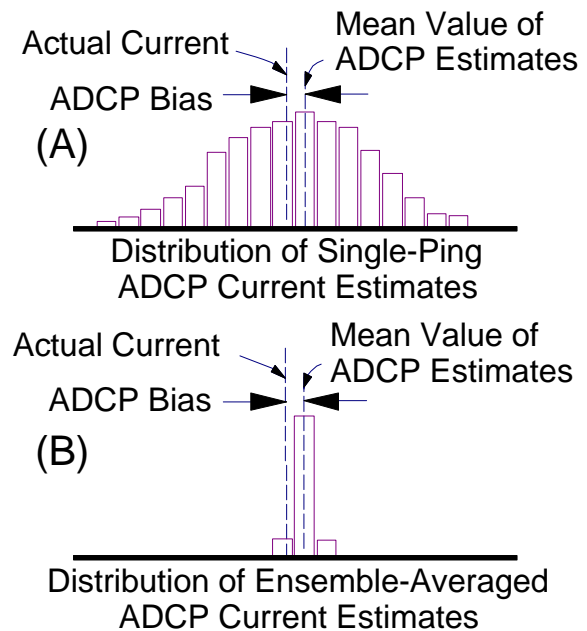 Actual Current
Mean Value of
ADCP Estimates
ADCP Bias
(A)
Distribution of Single-Ping
ADCP Current Estimates
Actual Current
Mean Value of
ADCP Estimates
ADCP Bias
(B)
Distribution of Ensemble-Averaged
ADCP Current Estimates